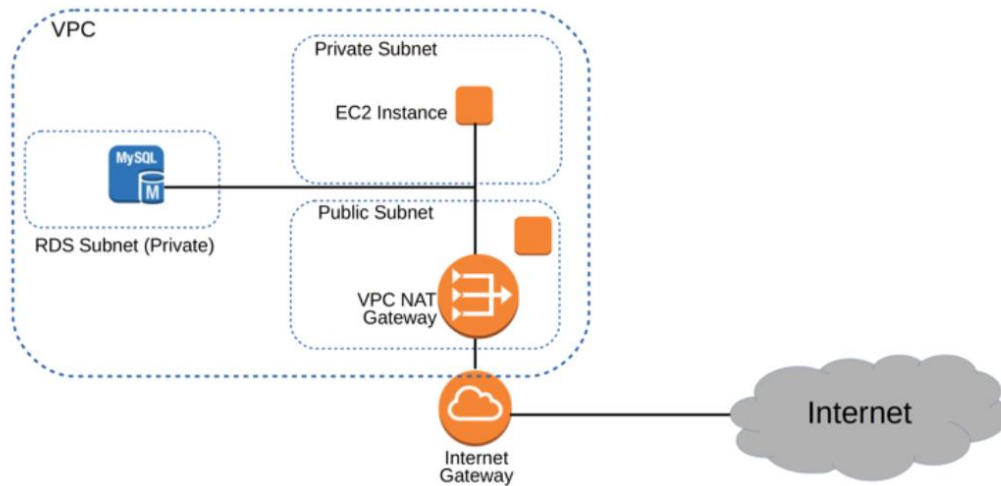 VPC
Private Subnet
EC2 Instance
MySQL
M
RDS Subnet (Private)
Public Subnet
VPC NAT
Gateway
Internet
Gateway
Internet